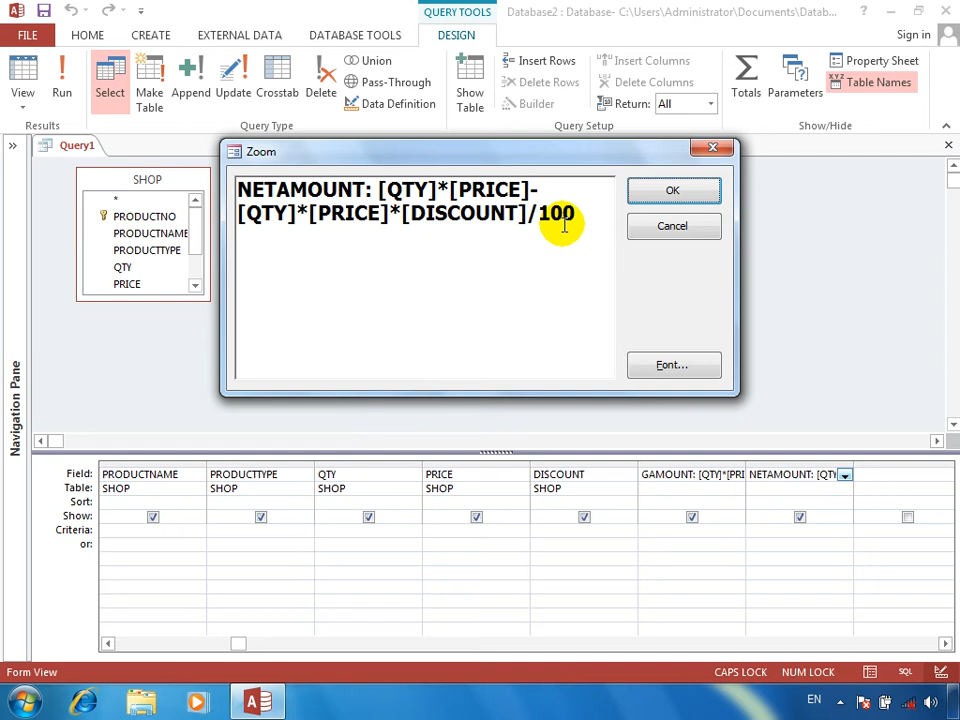 QUERY TOOLS
Database2 : Database- C:\Users\Administrator\Documents\Datab...
FILE HOME CREATE EXTERNAL DATA DATABASE TOOLS DESIGN Sign in
View
Run
Results
Select
Make Table
Append
Update
Crosstab
Delete
Union
Pass-Through
Data Definition
Query Type
Show Table
Insert Rows
Delete Rows
Builder
Insert Columns
Delete Columns
Return: All
Query Setup
Totals
Parameters
Property Sheet
XYZ
Table Names
Show/Hide
Query1
SHOP
*
PRODUCTNO
PRODUCTNAME
PRODUCTTYPE
QTY
PRICE
Zoom
NETAMOUNT: [QTY]*[PRICE]-
[QTY]*[PRICE]*[DISCOUNT]/100
OK
Cancel
Font...
Navigation Pane
Field: PRODUCTNAME PRODUCTTYPE QTY PRICE DISCOUNT GAMOUNT: [QTY]*[PRI NETAMOUNT: [QTY
Table: SHOP SHOP SHOP SHOP SHOP
Sort:
Show:
Criteria:
or:
Form View CAPS LOCK NUM LOCK SQL
EN